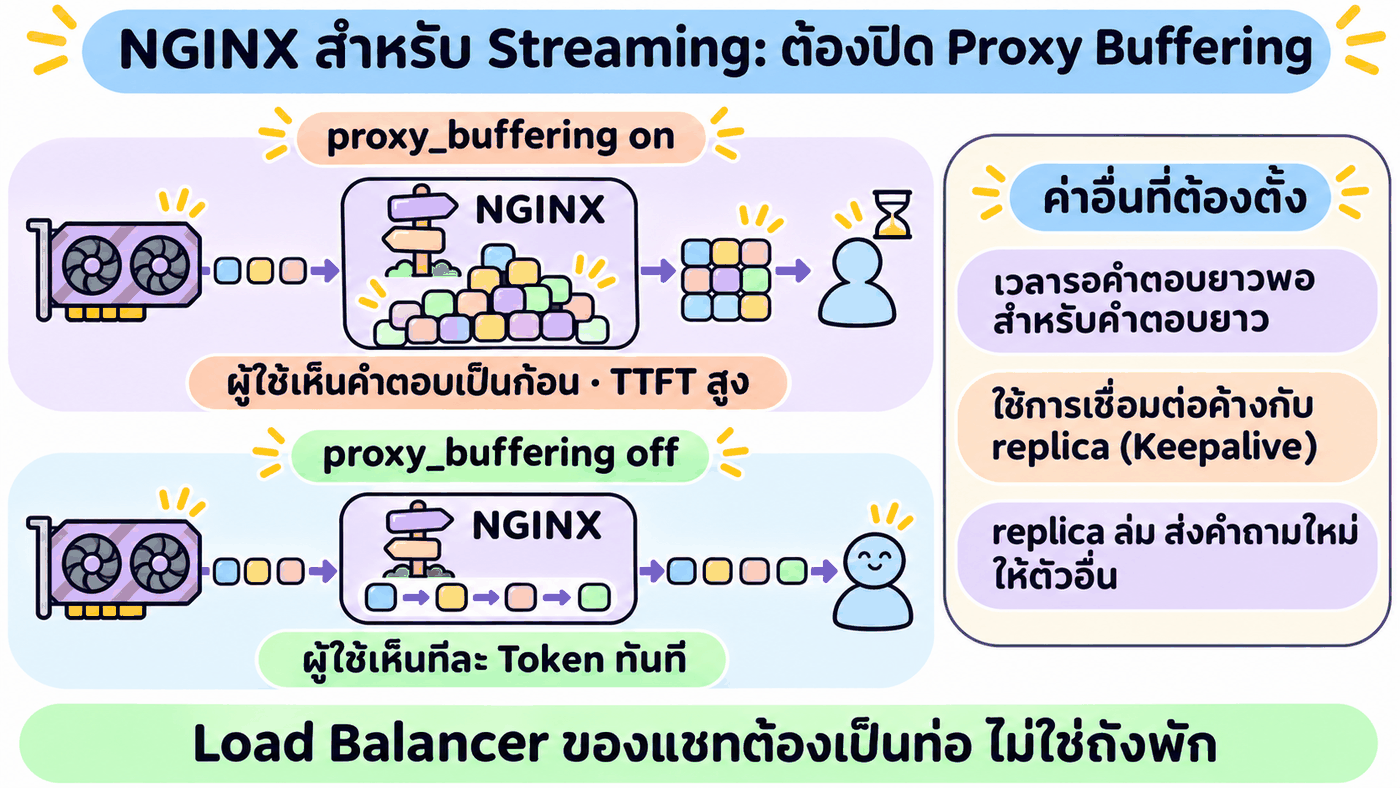 NGINX สำหรับ Streaming: ต้องปิด Proxy Buffering
proxy_buffering on
NGINX
ผู้ใช้เห็นคำตอบเป็นก้อน · TTFT สูง
proxy_buffering off
NGINX
ผู้ใช้เห็นทีละ Token ทันที
ค่าอื่นที่ต้องตั้ง
เวลารอคำตอบยาวพอ
สำหรับคำตอบยาว
ใช้การเชื่อมต่อค้างกับ
replica (Keepalive)
replica ล่ม ส่งคำถามใหม่
ให้ตัวอื่น
Load Balancer ของแชทต้องเป็นท่อ ไม่ใช่ถังพัก